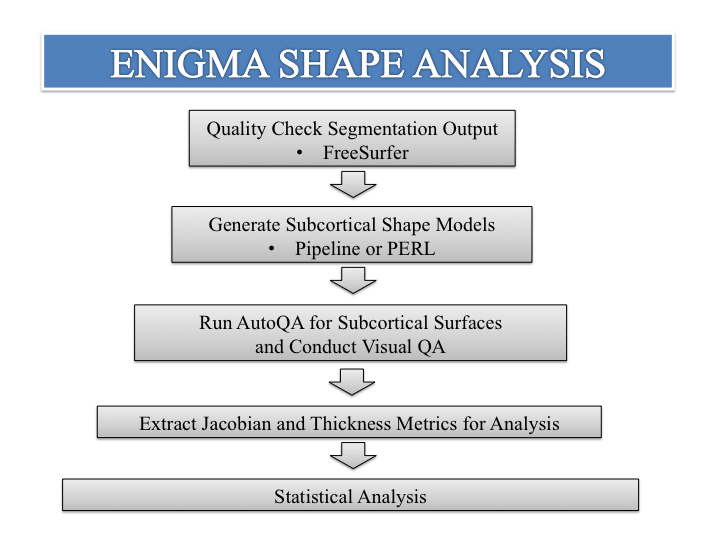 ENIGMA SHAPE ANALYSIS
Quality Check Segmentation Output
• FreeSurfer
Generate Subcortical Shape Models
• Pipeline or PERL
Run AutoQA for Subcortical Surfaces
and Conduct Visual QA
Extract Jacobian and Thickness Metrics for Analysis
Statistical Analysis